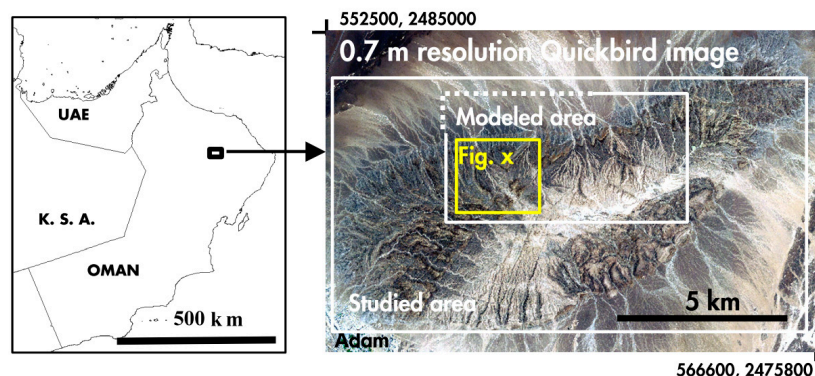 UAE
K. S. A.
OMAN
500 km
552500, 2485000
0.7 m resolution Quickbird image
Modeled area
Fig. x
Studied area
5 km
Adam
566600, 2475800